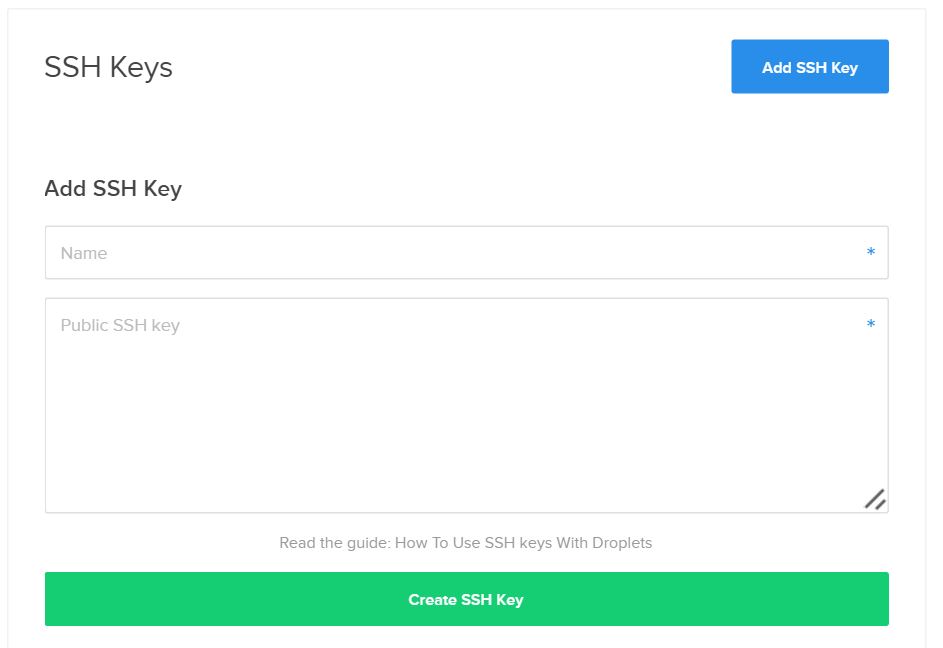 SSH Keys
Add SSH Key
Add SSH Key
Name *
Public SSH key *
Read the guide: How To Use SSH keys With Droplets
Create SSH Key